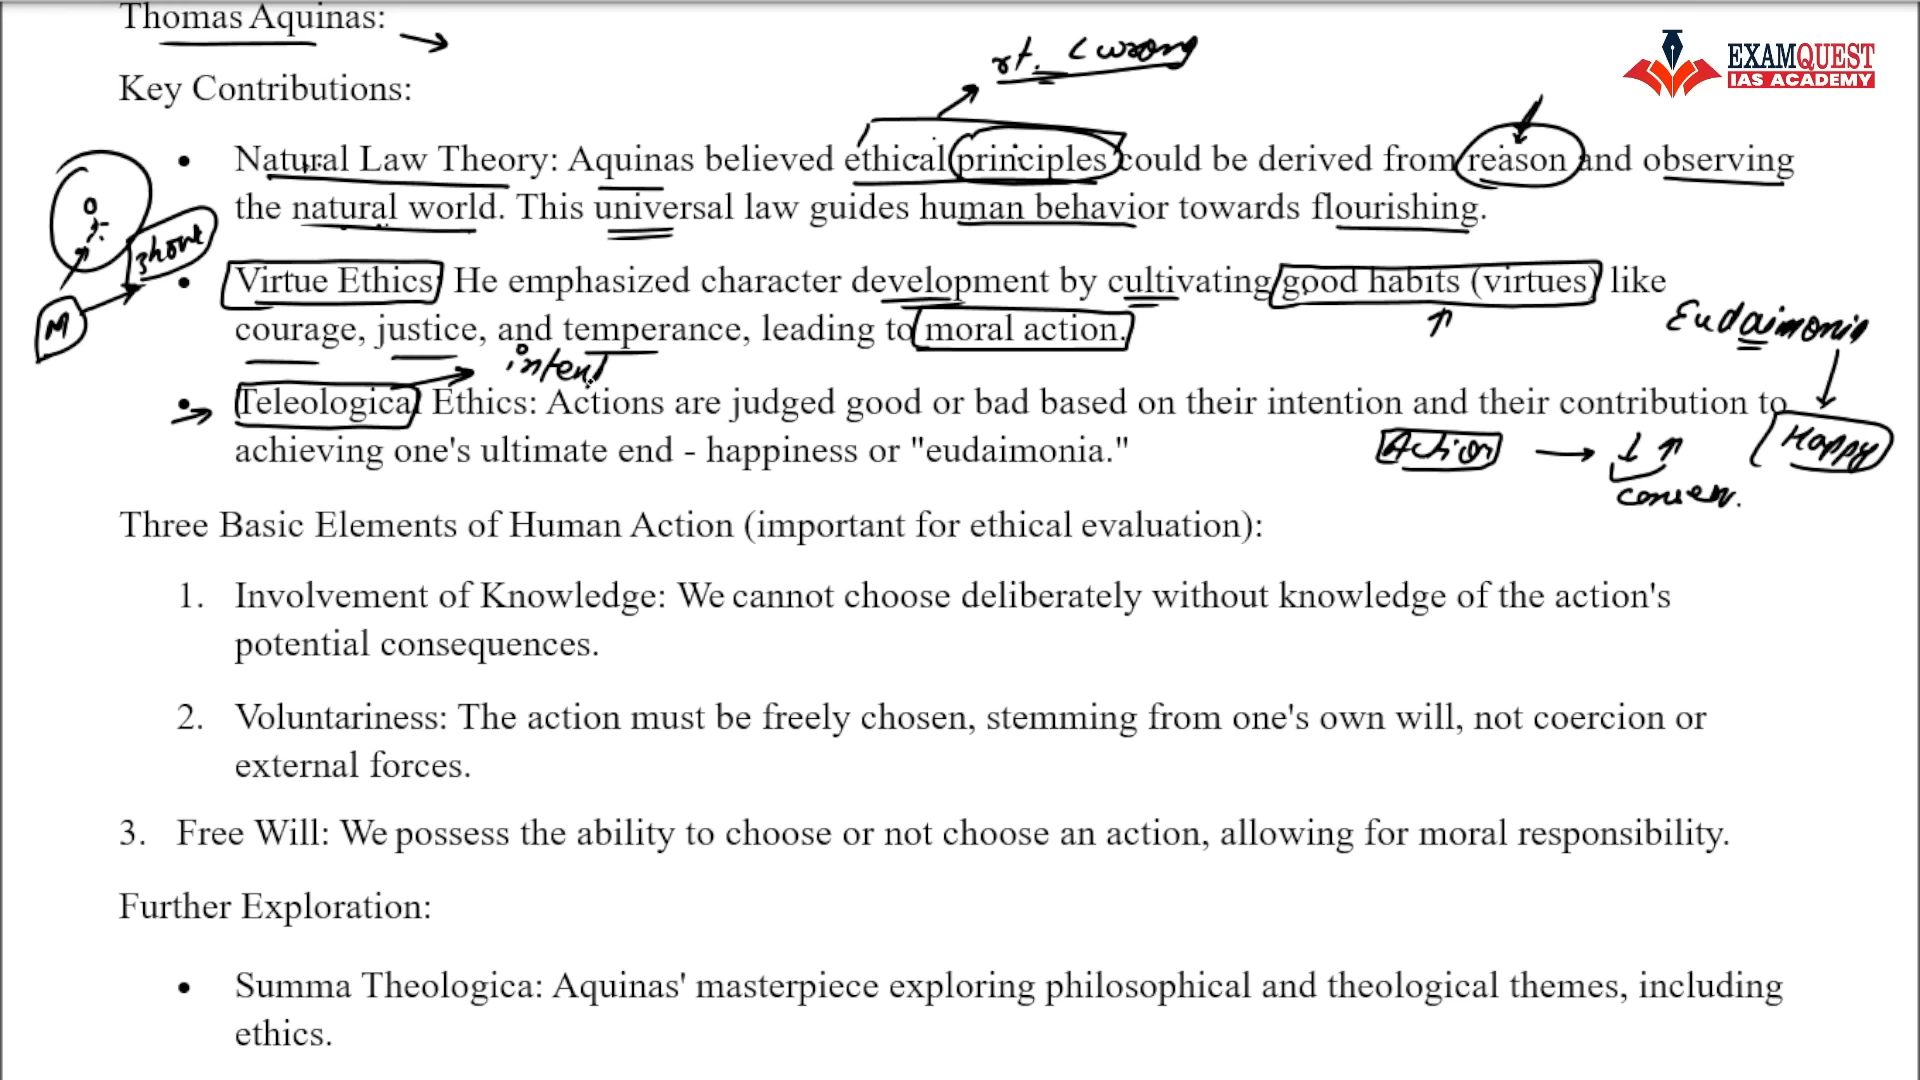 Thomas Aquinas:
rt. wrong
EXAMQUEST
IAS ACADEMY
Key Contributions:
• Natural Law Theory: Aquinas believed ethical principles could be derived from reason and observing
the natural world. This universal law guides human behavior towards flourishing.
• Virtue Ethics: He emphasized character development by cultivating good habits (virtues) like
courage, justice, and temperance, leading to moral action.
M
Eudaimonia
intent
• Teleological Ethics: Actions are judged good or bad based on their intention and their contribution to
achieving one's ultimate end - happiness or "eudaimonia."
Action
Happy
Three Basic Elements of Human Action (important for ethical evaluation):
1. Involvement of Knowledge: We cannot choose deliberately without knowledge of the action's
potential consequences.
2. Voluntariness: The action must be freely chosen, stemming from one's own will, not coercion or
external forces.
3. Free Will: We possess the ability to choose or not choose an action, allowing for moral responsibility.
Further Exploration:
• Summa Theologica: Aquinas' masterpiece exploring philosophical and theological themes, including
ethics.